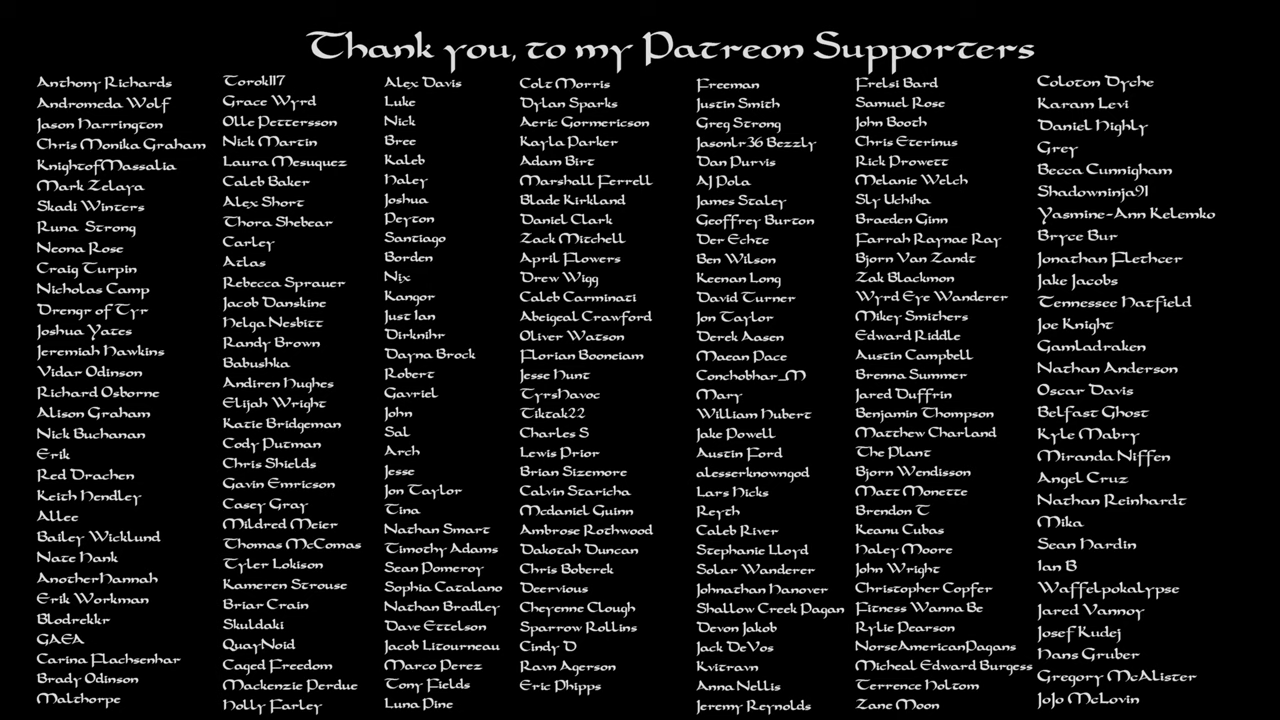 Thank you, to my Patreon Supporters
Anthony Richards
Andromeda Wolf
Jason Harrington
Chris Monika Graham
KnightofMassalia
Mark Zelaya
Skadi Winters
Runa Strong
Neona Rose
Craig Turpin
Nicholas Camp
Drengr of Tyr
Joshua Yates
Jeremiah Hawkins
Vidar Odinson
Richard Osborne
Alison Graham
Nick Buchanan
Erik
Red Drachen
Keith Hendley
Allee
Bailey Wicklund
Nate Hank
AnotherHannah
Erik Workman
Blodrekkr
GAEA
Carina Flachsenhar
Brady Odinson
Malthorpe
Torok117
Grace Wyrd
Olle Pettersson
Nick Martin
Laura Mesuquez
Caleb Baker
Alex Short
Thora Shebear
Carley
Atlas
Rebecca Sprauer
Jacob Danskine
Helga Nesbitt
Randy Brown
Babushka
Andiren Hughes
Elijah Wright
Katie Bridgeman
Cody Putman
Chris Shields
Gavin Emricson
Casey Gray
Mildred Meier
Thomas McComas
Tyler Lokison
Kameren Strouse
Briar Crain
Skuldaki
QuayNoid
Caged Freedom
Mackenzie Perdue
Holly Farley
Alex Davis
Luke
Nick
Bree
Kaleb
Haley
Joshua
Peyton
Santiago
Borden
Nix
Kangor
Just Ian
Dirknihr
Dayna Brock
Robert
Gavriel
John
Sal
Arch
Jesse
Jon Taylor
Tina
Nathan Smart
Timothy Adams
Sean Pomeroy
Sophia Catalano
Nathan Bradley
Dave Ettelson
Jacob Litourneau
Marco Perez
Tony Fields
Luna Pine
Colt Morris
Dylan Sparks
Aeric Gormericson
Kayla Parker
Adam Birt
Marshall Ferrell
Blade Kirkland
Daniel Clark
Zack Mitchell
April Flowers
Drew Wigg
Caleb Carminati
Abeigeal Crawford
Oliver Watson
Florian Booneiam
Jesse Hunt
TyrsHavoc
Tiktak22
Charles S
Lewis Prior
Brian Sizemore
Calvin Staricha
Mcdaniel Guinn
Ambrose Rothwood
Dakotah Duncan
Chris Boberek
Deervious
Cheyenne Clough
Sparrow Rollins
Cindy D
Ravn Agerson
Eric Phipps
Freeman
Justin Smith
Greg Strong
Jasonlr36 Bezzly
Dan Purvis
AJ Pola
James Staley
Geoffrey Burton
Der Echte
Ben Wilson
Keenan Long
David Turner
Jon Taylor
Derek Aasen
Maean Pace
Conchobhar_M
Mary
William Hubert
Jake Powell
Austin Ford
alesserknowngod
Lars Hicks
Reyth
Caleb River
Stephanie Lloyd
Solar Wanderer
Johnathan Hanover
Shallow Creek Pagan
Devon Jakob
Jack DeVos
Kvitravn
Anna Nellis
Jeremy Reynolds
Frelsi Bard
Samuel Rose
John Booth
Chris Eterinus
Rick Prowett
Melanie Welch
Sly Uchiha
Braeden Ginn
Farrah Raynae Ray
Bjorn Van Zandt
Zak Blackmon
Wyrd Eye Wanderer
Mikey Smithers
Edward Riddle
Austin Campbell
Brenna Summer
Jared Duffrin
Benjamin Thompson
Matthew Charland
The Plant
Bjorn Wendisson
Matt Monette
Brendon T
Keanu Cubas
Haley Moore
John Wright
Christopher Copfer
Fitness Wanna Be
Rylie Pearson
NorseAmericanPagans
Micheal Edward Burgess
Terrence Holtom
Zane Moon
Coloton Dyche
Karam Levi
Daniel Highly
Grey
Becca Cunnigham
Shadowninja91
Yasmine-Ann Kelemko
Bryce Bur
Jonathan Flethcer
Jake Jacobs
Tennessee Hatfield
Joe Knight
Gamladraken
Nathan Anderson
Oscar Davis
Belfast Ghost
Kyle Mabry
Miranda Niffen
Angel Cruz
Nathan Reinhardt
Mika
Sean Hardin
Ian B
Waffelpokalypse
Jared Vannoy
Josef Kudej
Hans Gruber
Gregory McAlister
JoJo McLovin